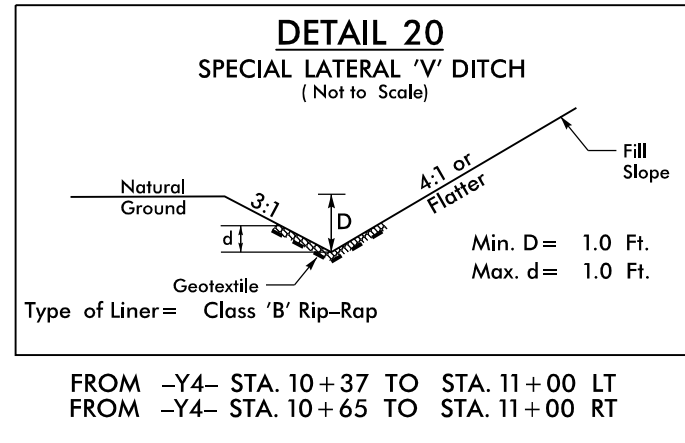 DETAIL 20
SPECIAL LATERAL 'V' DITCH
( Not to Scale)
Natural
Ground
3:1
D
d
4:1 or
Flatter
Fill
Slope
Min. D = 1.0 Ft.
Max. d = 1.0 Ft.
Geotextile
Type of Liner = Class 'B' Rip-Rap
FROM -Y4- STA. 10+37 TO STA. 11+00 LT
FROM -Y4- STA. 10+65 TO STA. 11+00 RT